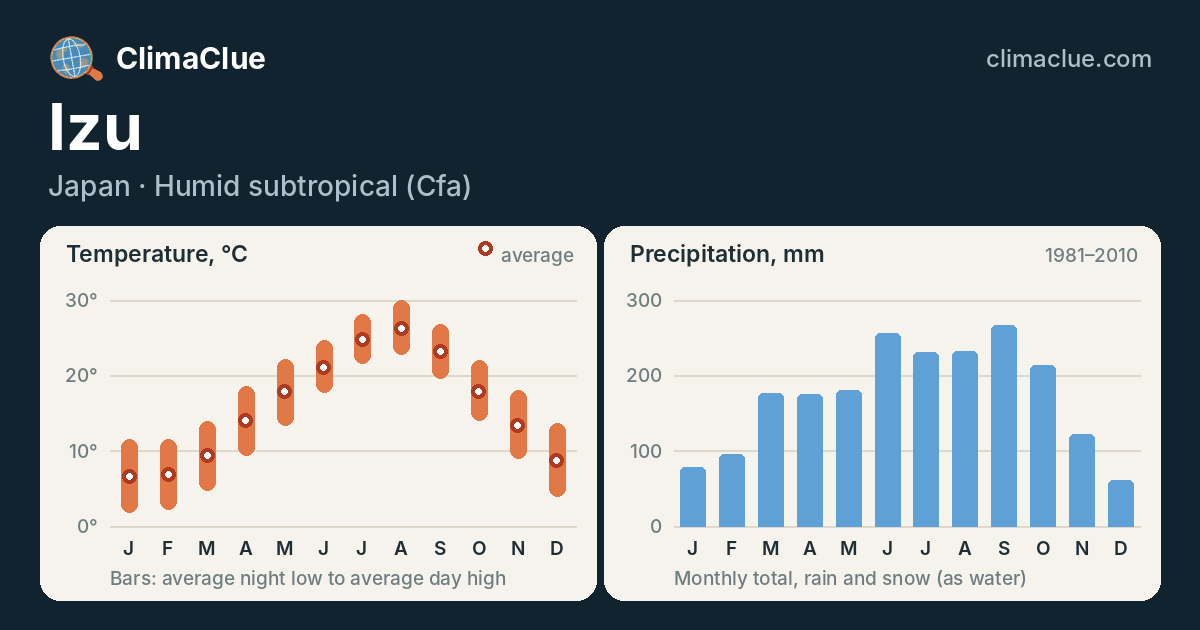 ClimaClue
climaclue.com
Izu
Japan · Humid subtropical (Cfa)
Temperature, °C
average
30°
20°
10°
0°
J F M A M J J A S O N D
Bars: average night low to average day high
Precipitation, mm
1981–2010
300
200
100
0
J F M A M J J A S O N D
Monthly total, rain and snow (as water)